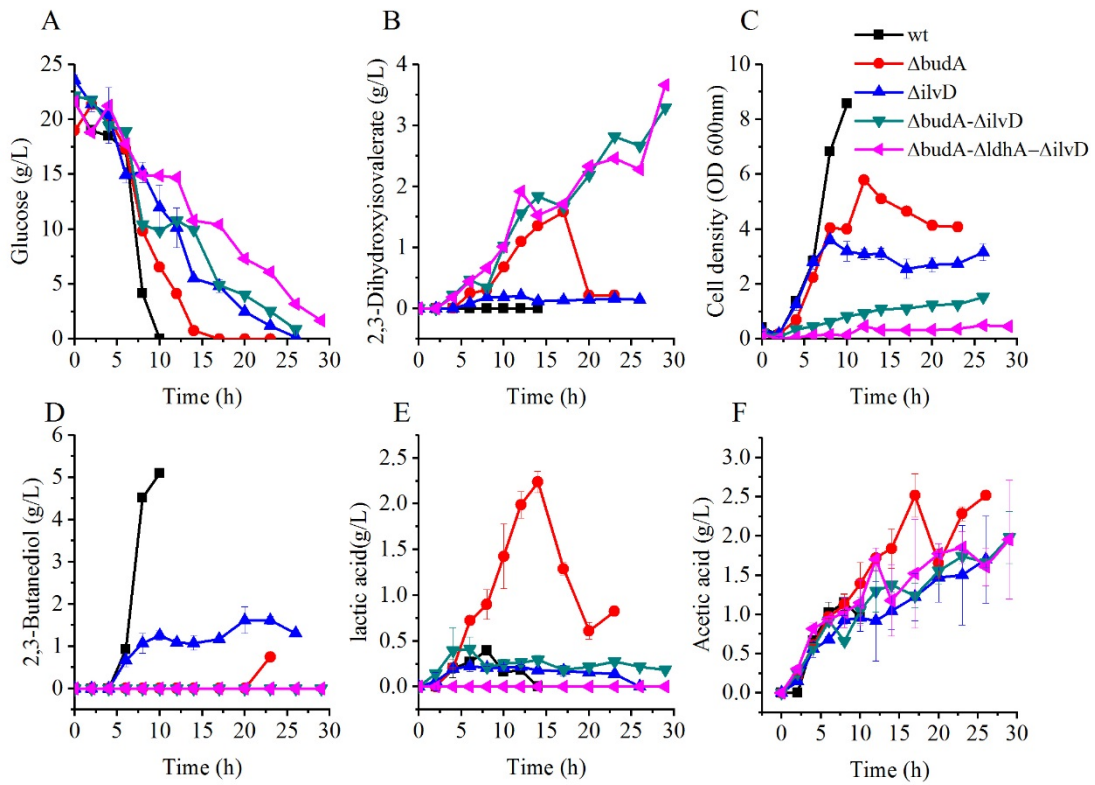 A
25
20
15
10
5
0
Glucose (g/L)
0 5 10 15 20 25 30
Time (h)
B
4
3
2
1
0
2,3-Dihydroxyisovalerate (g/L)
0 5 10 15 20 25 30
Time (h)
C
10
8
6
4
2
0
Cell density (OD 600nm)
0 5 10 15 20 25 30
Time (h)
wt
ΔbudA
ΔilvD
ΔbudA-ΔilvD
ΔbudA-ΔldhA–ΔilvD
D
6
5
4
3
2
1
0
2,3-Butanediol (g/L)
0 5 10 15 20 25 30
Time (h)
E
2.5
2.0
1.5
1.0
0.5
0.0
lactic acid(g/L)
0 5 10 15 20 25 30
Time (h)
F
3.0
2.5
2.0
1.5
1.0
0.5
0.0
Acetic acid (g/L)
0 5 10 15 20 25 30
Time (h)